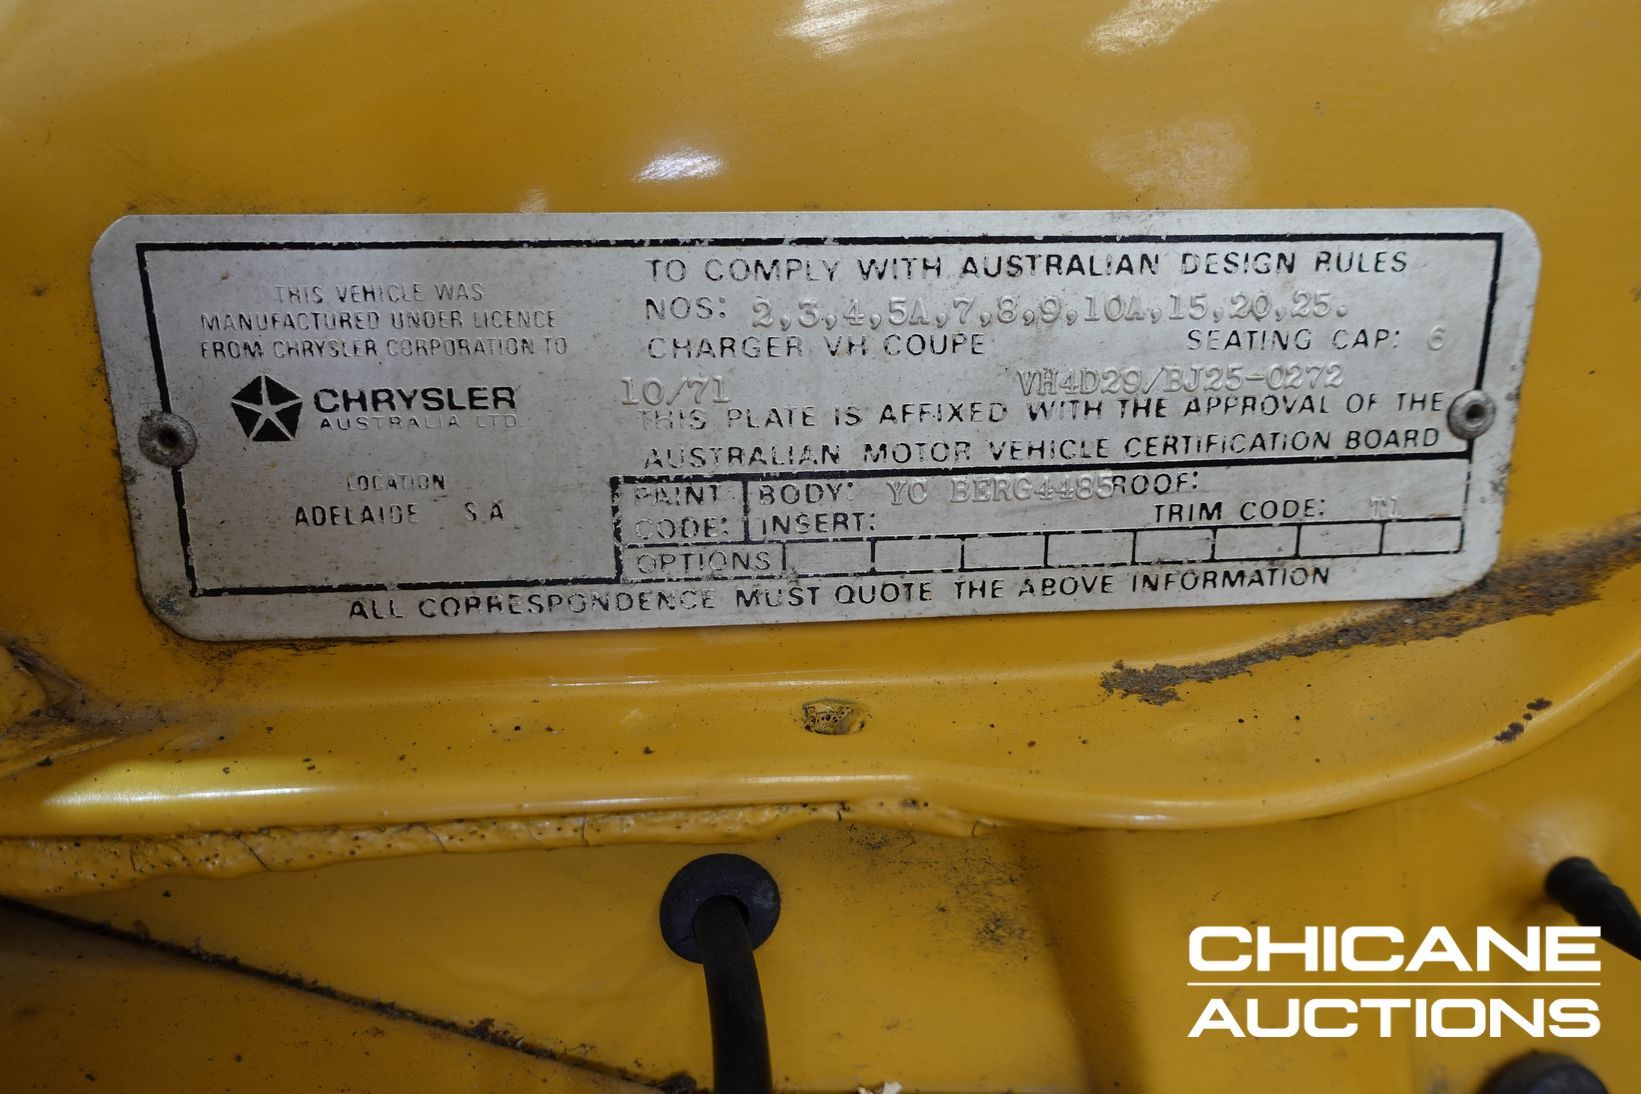 THIS VEHICLE WAS
MANUFACTURED UNDER LICENCE
FROM CHRYSLER CORPORATION TO
CHRYSLER
AUSTRALIA LTD
LOCATION
ADELAIDE S.A
TO COMPLY WITH AUSTRALIAN DESIGN RULES
NOS: 2,3,4,5A,7,8,9,10A,15,20,25.
CHARGER VH COUPE SEATING CAP: 6
10/71 VH4D29/BJ25-0272
THIS PLATE IS AFFIXED WITH THE APPROVAL OF THE
AUSTRALIAN MOTOR VEHICLE CERTIFICATION BOARD
PAINT BODY: YC BERG4485 ROOF:
CODE: INSERT: TRIM CODE: T1
OPTIONS
ALL CORRESPONDENCE MUST QUOTE THE ABOVE INFORMATION
CHICANE
AUCTIONS